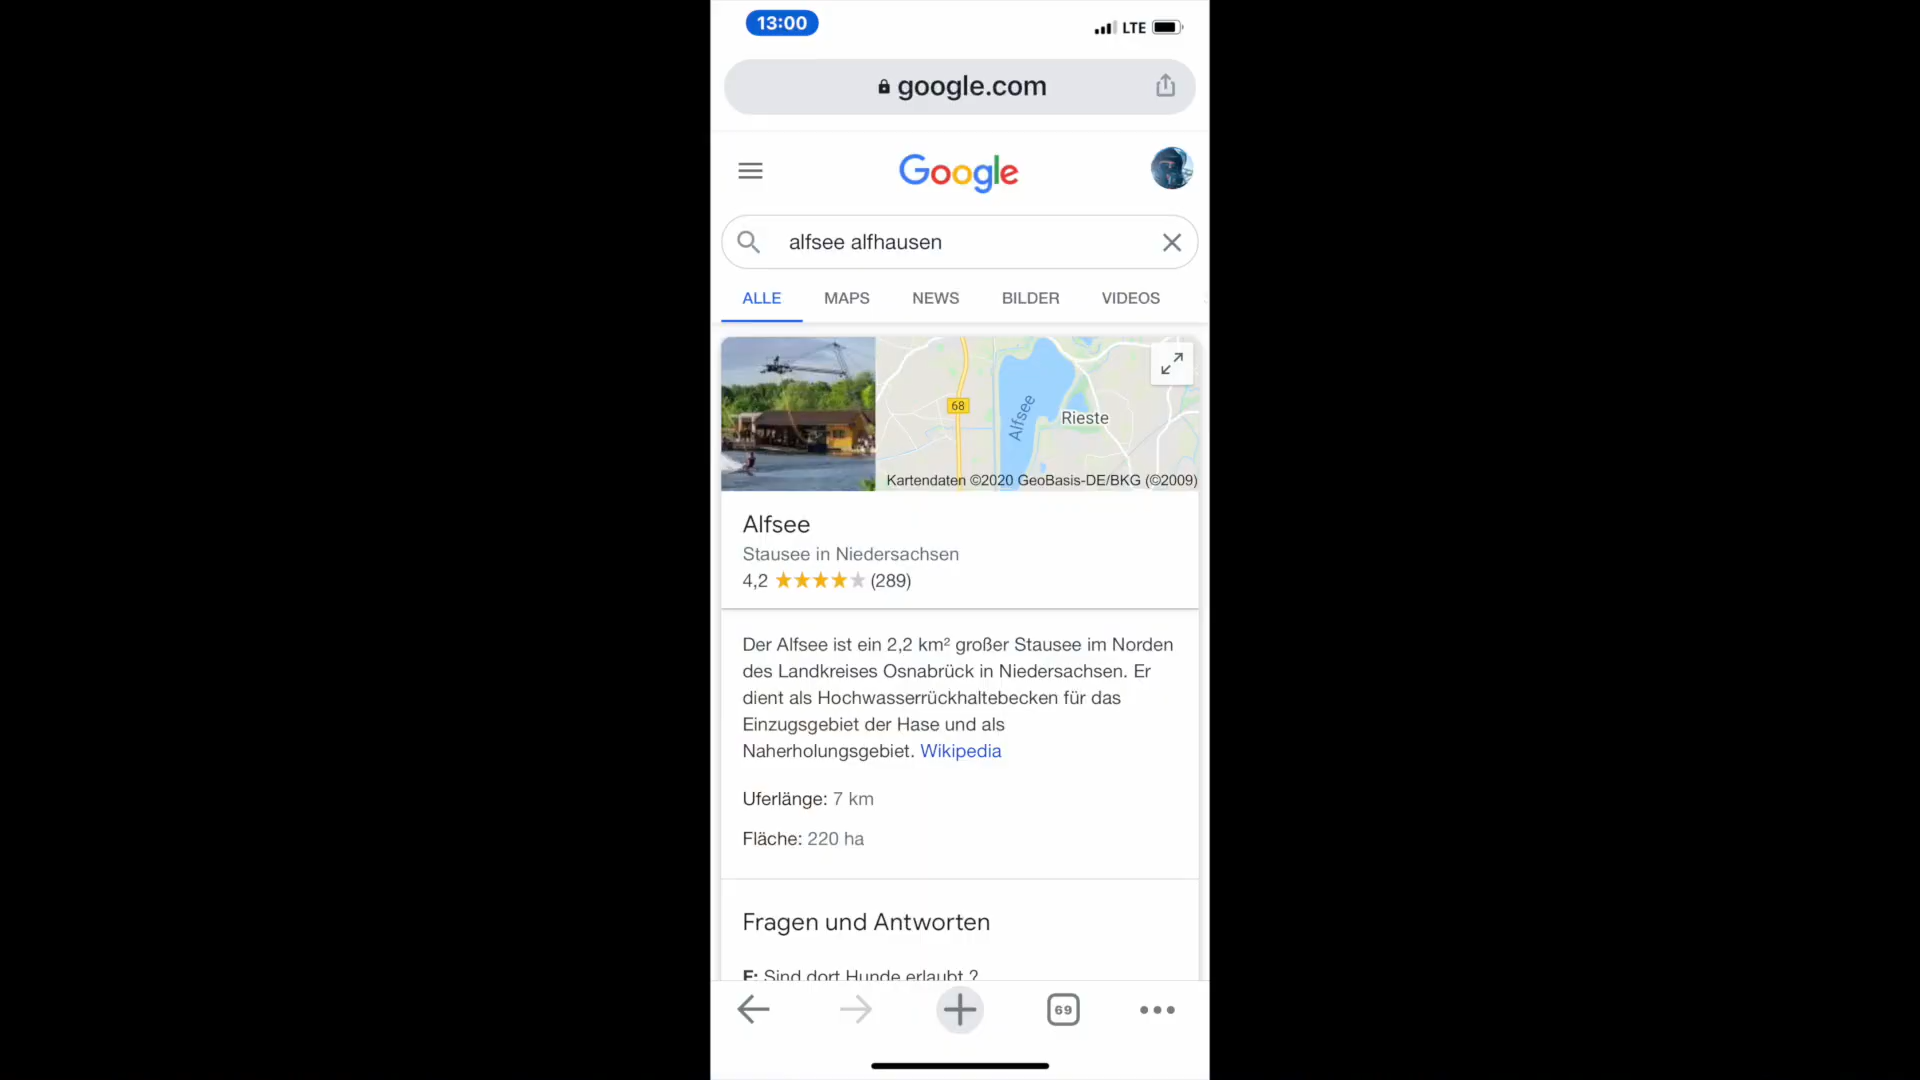 13:00
LTE
google.com
Google
alfsee alfhausen
ALLE MAPS NEWS BILDER VIDEOS
68
Alfsee
Rieste
Kartendaten ©2020 GeoBasis-DE/BKG (©2009)
Alfsee
Stausee in Niedersachsen
4,2 ★★★★★ (289)
Der Alfsee ist ein 2,2 km² großer Stausee im Norden
des Landkreises Osnabrück in Niedersachsen. Er
dient als Hochwasserrückhaltebecken für das
Einzugsgebiet der Hase und als
Naherholungsgebiet. Wikipedia
Uferlänge: 7 km
Fläche: 220 ha
Fragen und Antworten
F: Sind dort Hunde erlaubt ?
69